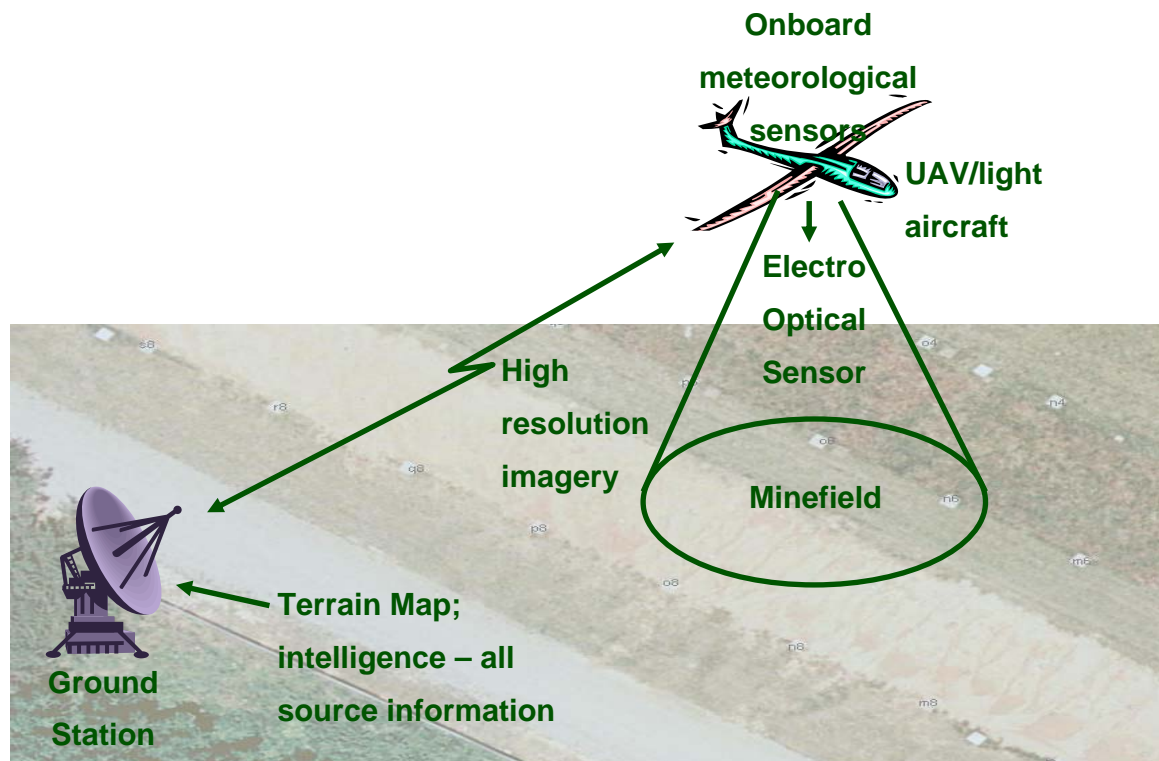 Onboard
meteorological
sensors
UAV/light
aircraft
Electro
Optical
Sensor
High
resolution
imagery
Minefield
Terrain Map;
intelligence – all
source information
Ground
Station
s8
r8
q8
p8
o8
n8
m8
o8
n6
m6
o4
n4